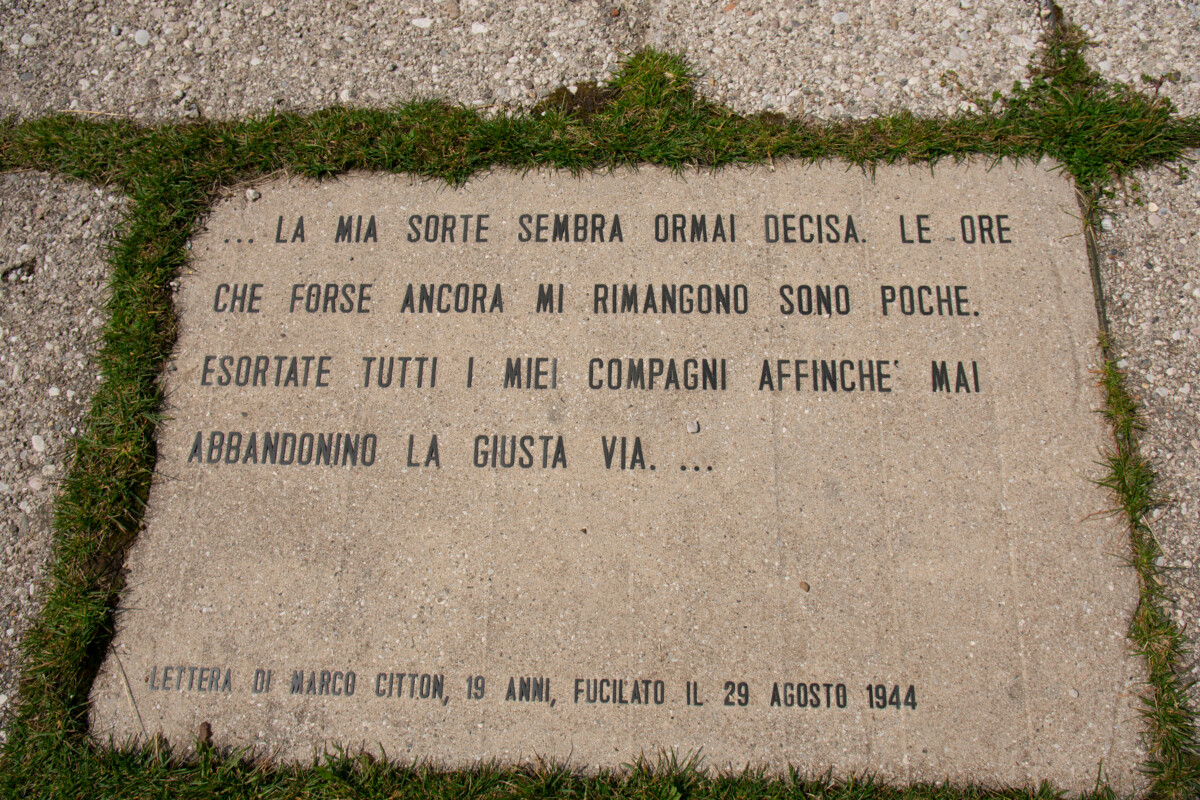 ... LA MIA SORTE SEMBRA ORMAI DECISA. LE ORE
CHE FORSE ANCORA MI RIMANGONO SONO POCHE.
ESORTATE TUTTI I MIEI COMPAGNI AFFINCHE' MAI
ABBANDONINO LA GIUSTA VIA. ...
LETTERA DI MARCO CITTON, 19 ANNI, FUCILATO IL 29 AGOSTO 1944